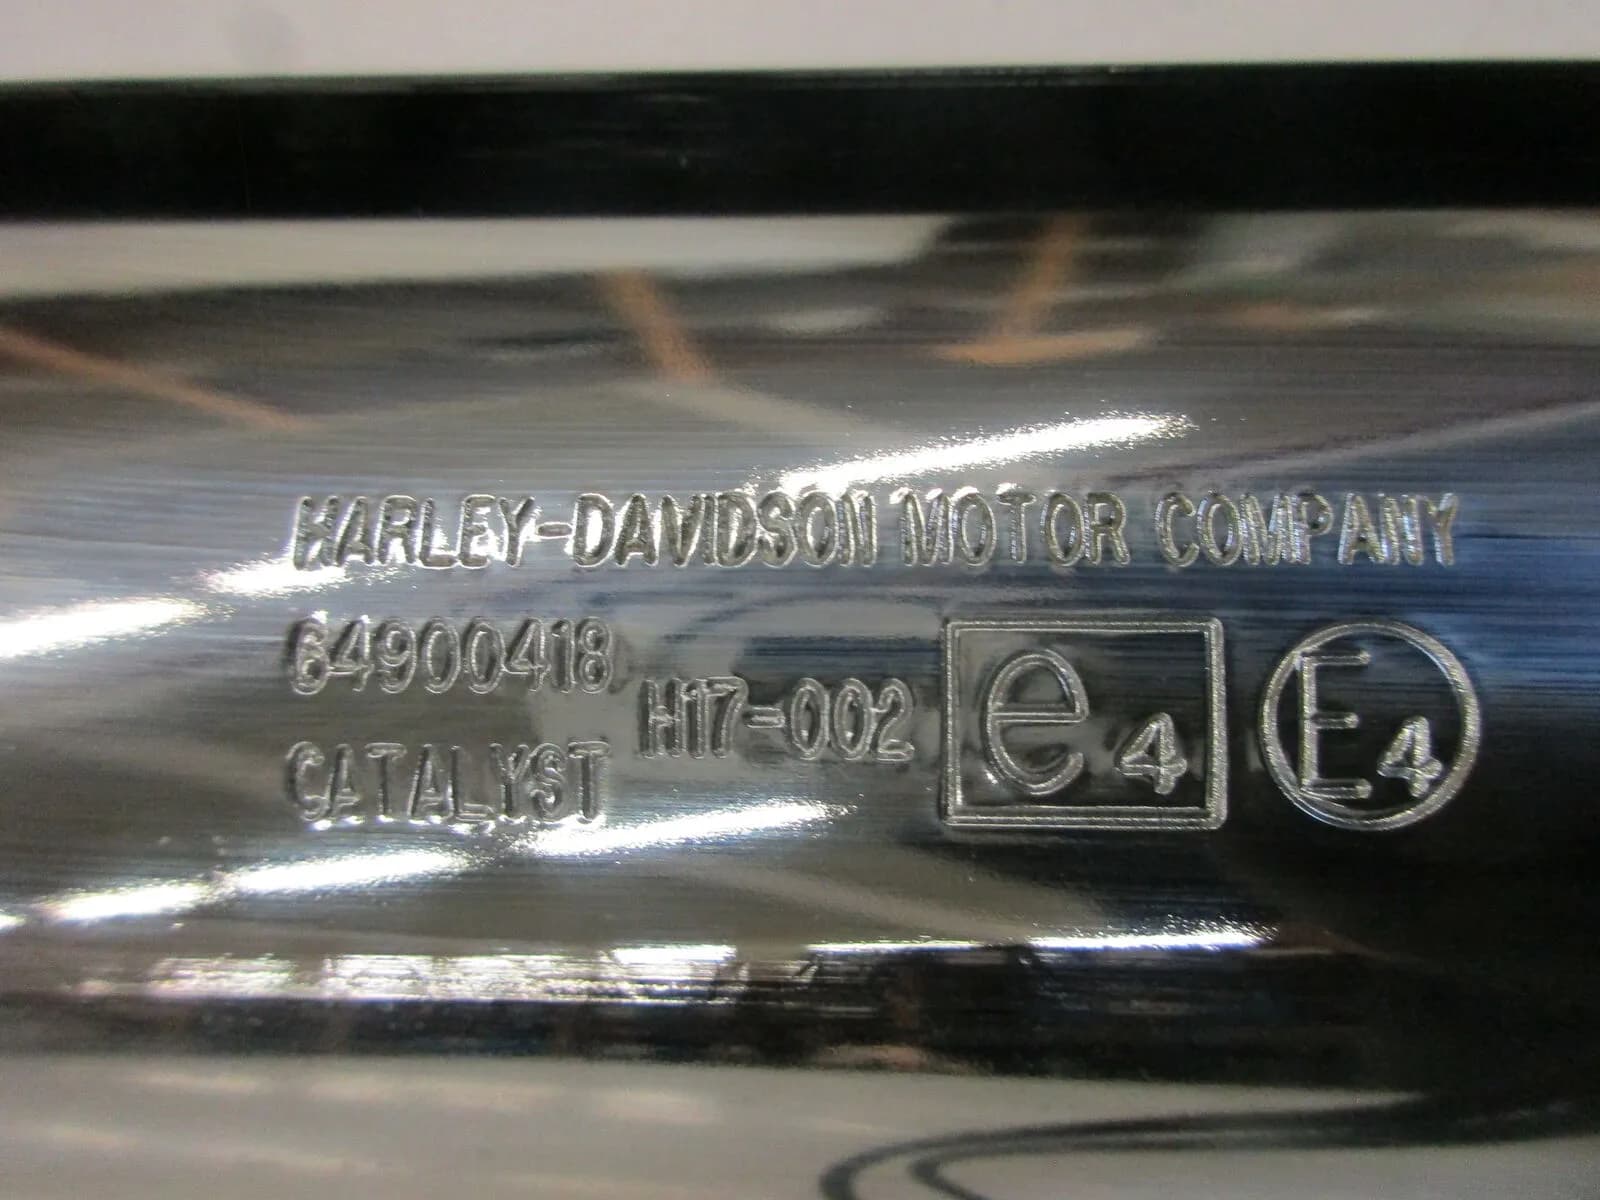 HARLEY-DAVIDSON MOTOR COMPANY
64900418
H17-002
e4
E4
CATALYST